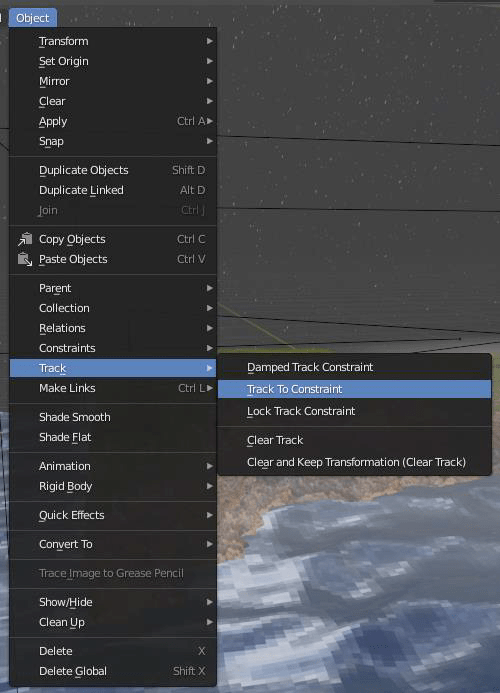 Object
Transform
Set Origin
Mirror
Clear
Apply Ctrl A
Snap
Duplicate Objects Shift D
Duplicate Linked Alt D
Join Ctrl J
Copy Objects Ctrl C
Paste Objects Ctrl V
Parent
Collection
Relations
Constraints
Track
Make Links Ctrl L
Shade Smooth
Shade Flat
Animation
Rigid Body
Quick Effects
Convert To
Trace Image to Grease Pencil
Show/Hide
Clean Up
Delete X
Delete Global Shift X
Damped Track Constraint
Track To Constraint
Lock Track Constraint
Clear Track
Clear and Keep Transformation (Clear Track)